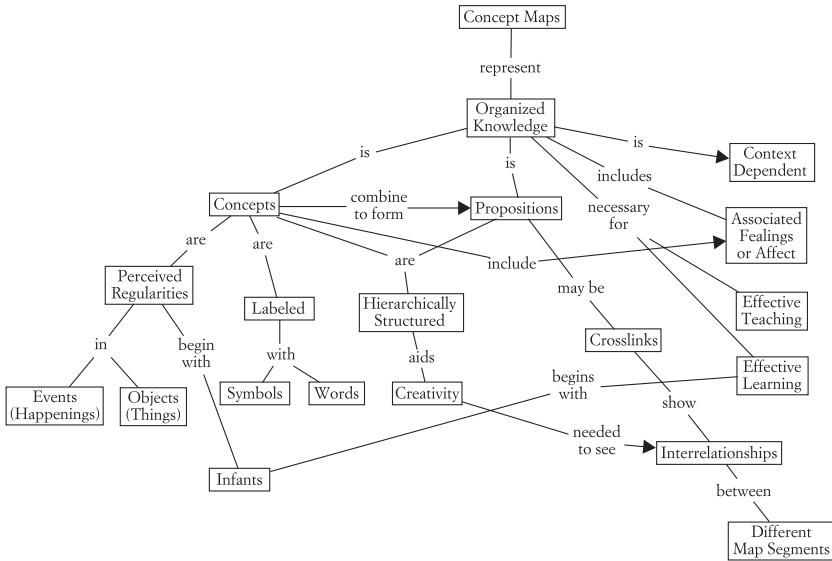 Concept Maps
represent
Organized
Knowledge
is
is
is
Context
Dependent
includes
Concepts
combine
to form
Propositions
necessary
for
Associated
Fealings
or Affect
are
are
are
include
Perceived
Regularities
Labeled
Hierarchically
Structured
may be
Effective
Teaching
in
begin
with
with
aids
Crosslinks
Events
(Happenings)
Objects
(Things)
Symbols
Words
Creativity
begins
with
Effective
Learning
show
needed
to see
Infants
Interrelationships
between
Different
Map Segments